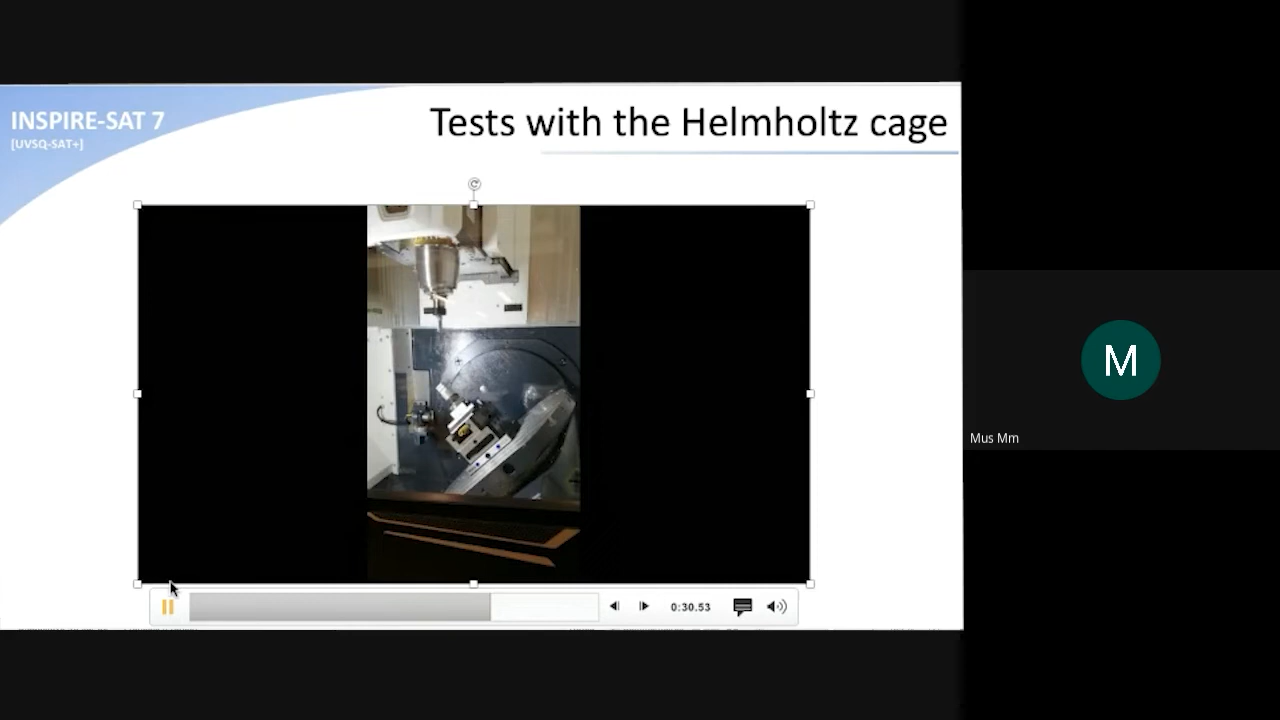 INSPIRE-SAT 7
[UVSQ-SAT+]
Tests with the Helmholtz cage
0:30.53
M
Mus Mm